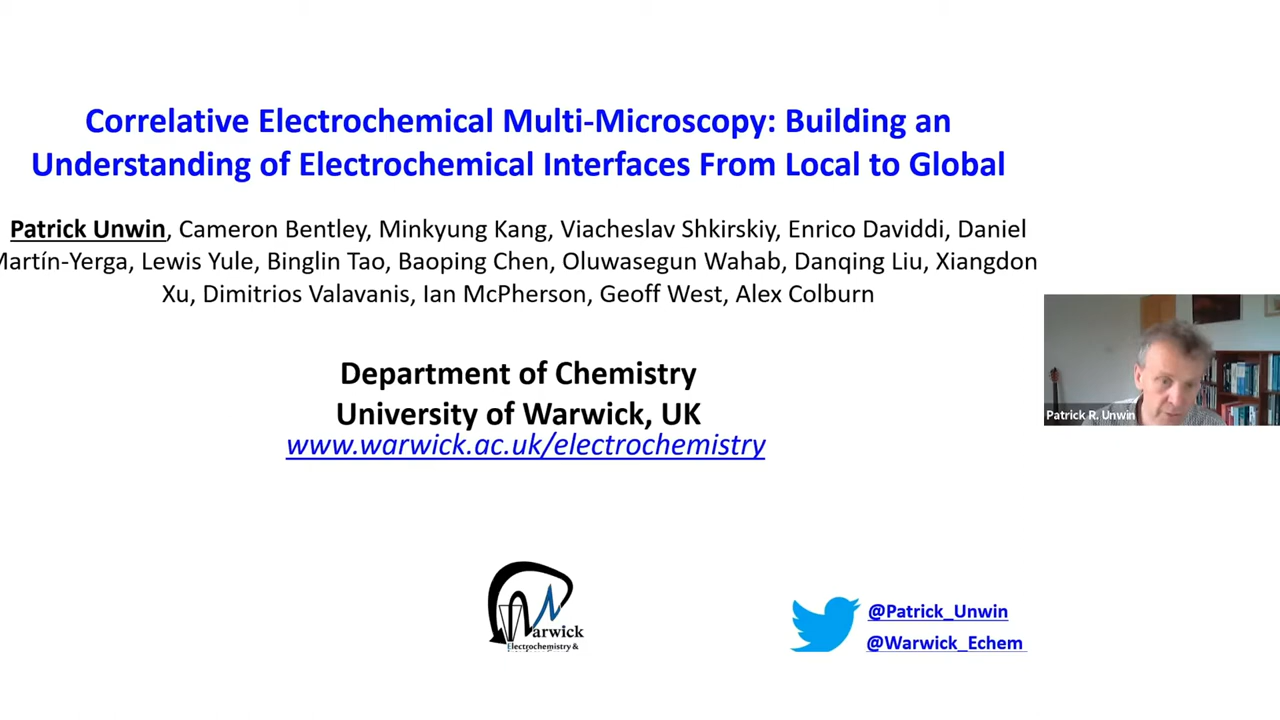 Correlative Electrochemical Multi-Microscopy: Building an
Understanding of Electrochemical Interfaces From Local to Global
Patrick Unwin, Cameron Bentley, Minkyung Kang, Viacheslav Shkirskiy, Enrico Daviddi, Daniel
Martín-Yerga, Lewis Yule, Binglin Tao, Baoping Chen, Oluwasegun Wahab, Danqing Liu, Xiangdon
Xu, Dimitrios Valavanis, Ian McPherson, Geoff West, Alex Colburn
Patrick R. Unwin
Department of Chemistry
University of Warwick, UK
www.warwick.ac.uk/electrochemistry
Warwick
Electrochemistry &
@Patrick_Unwin
@Warwick_Echem